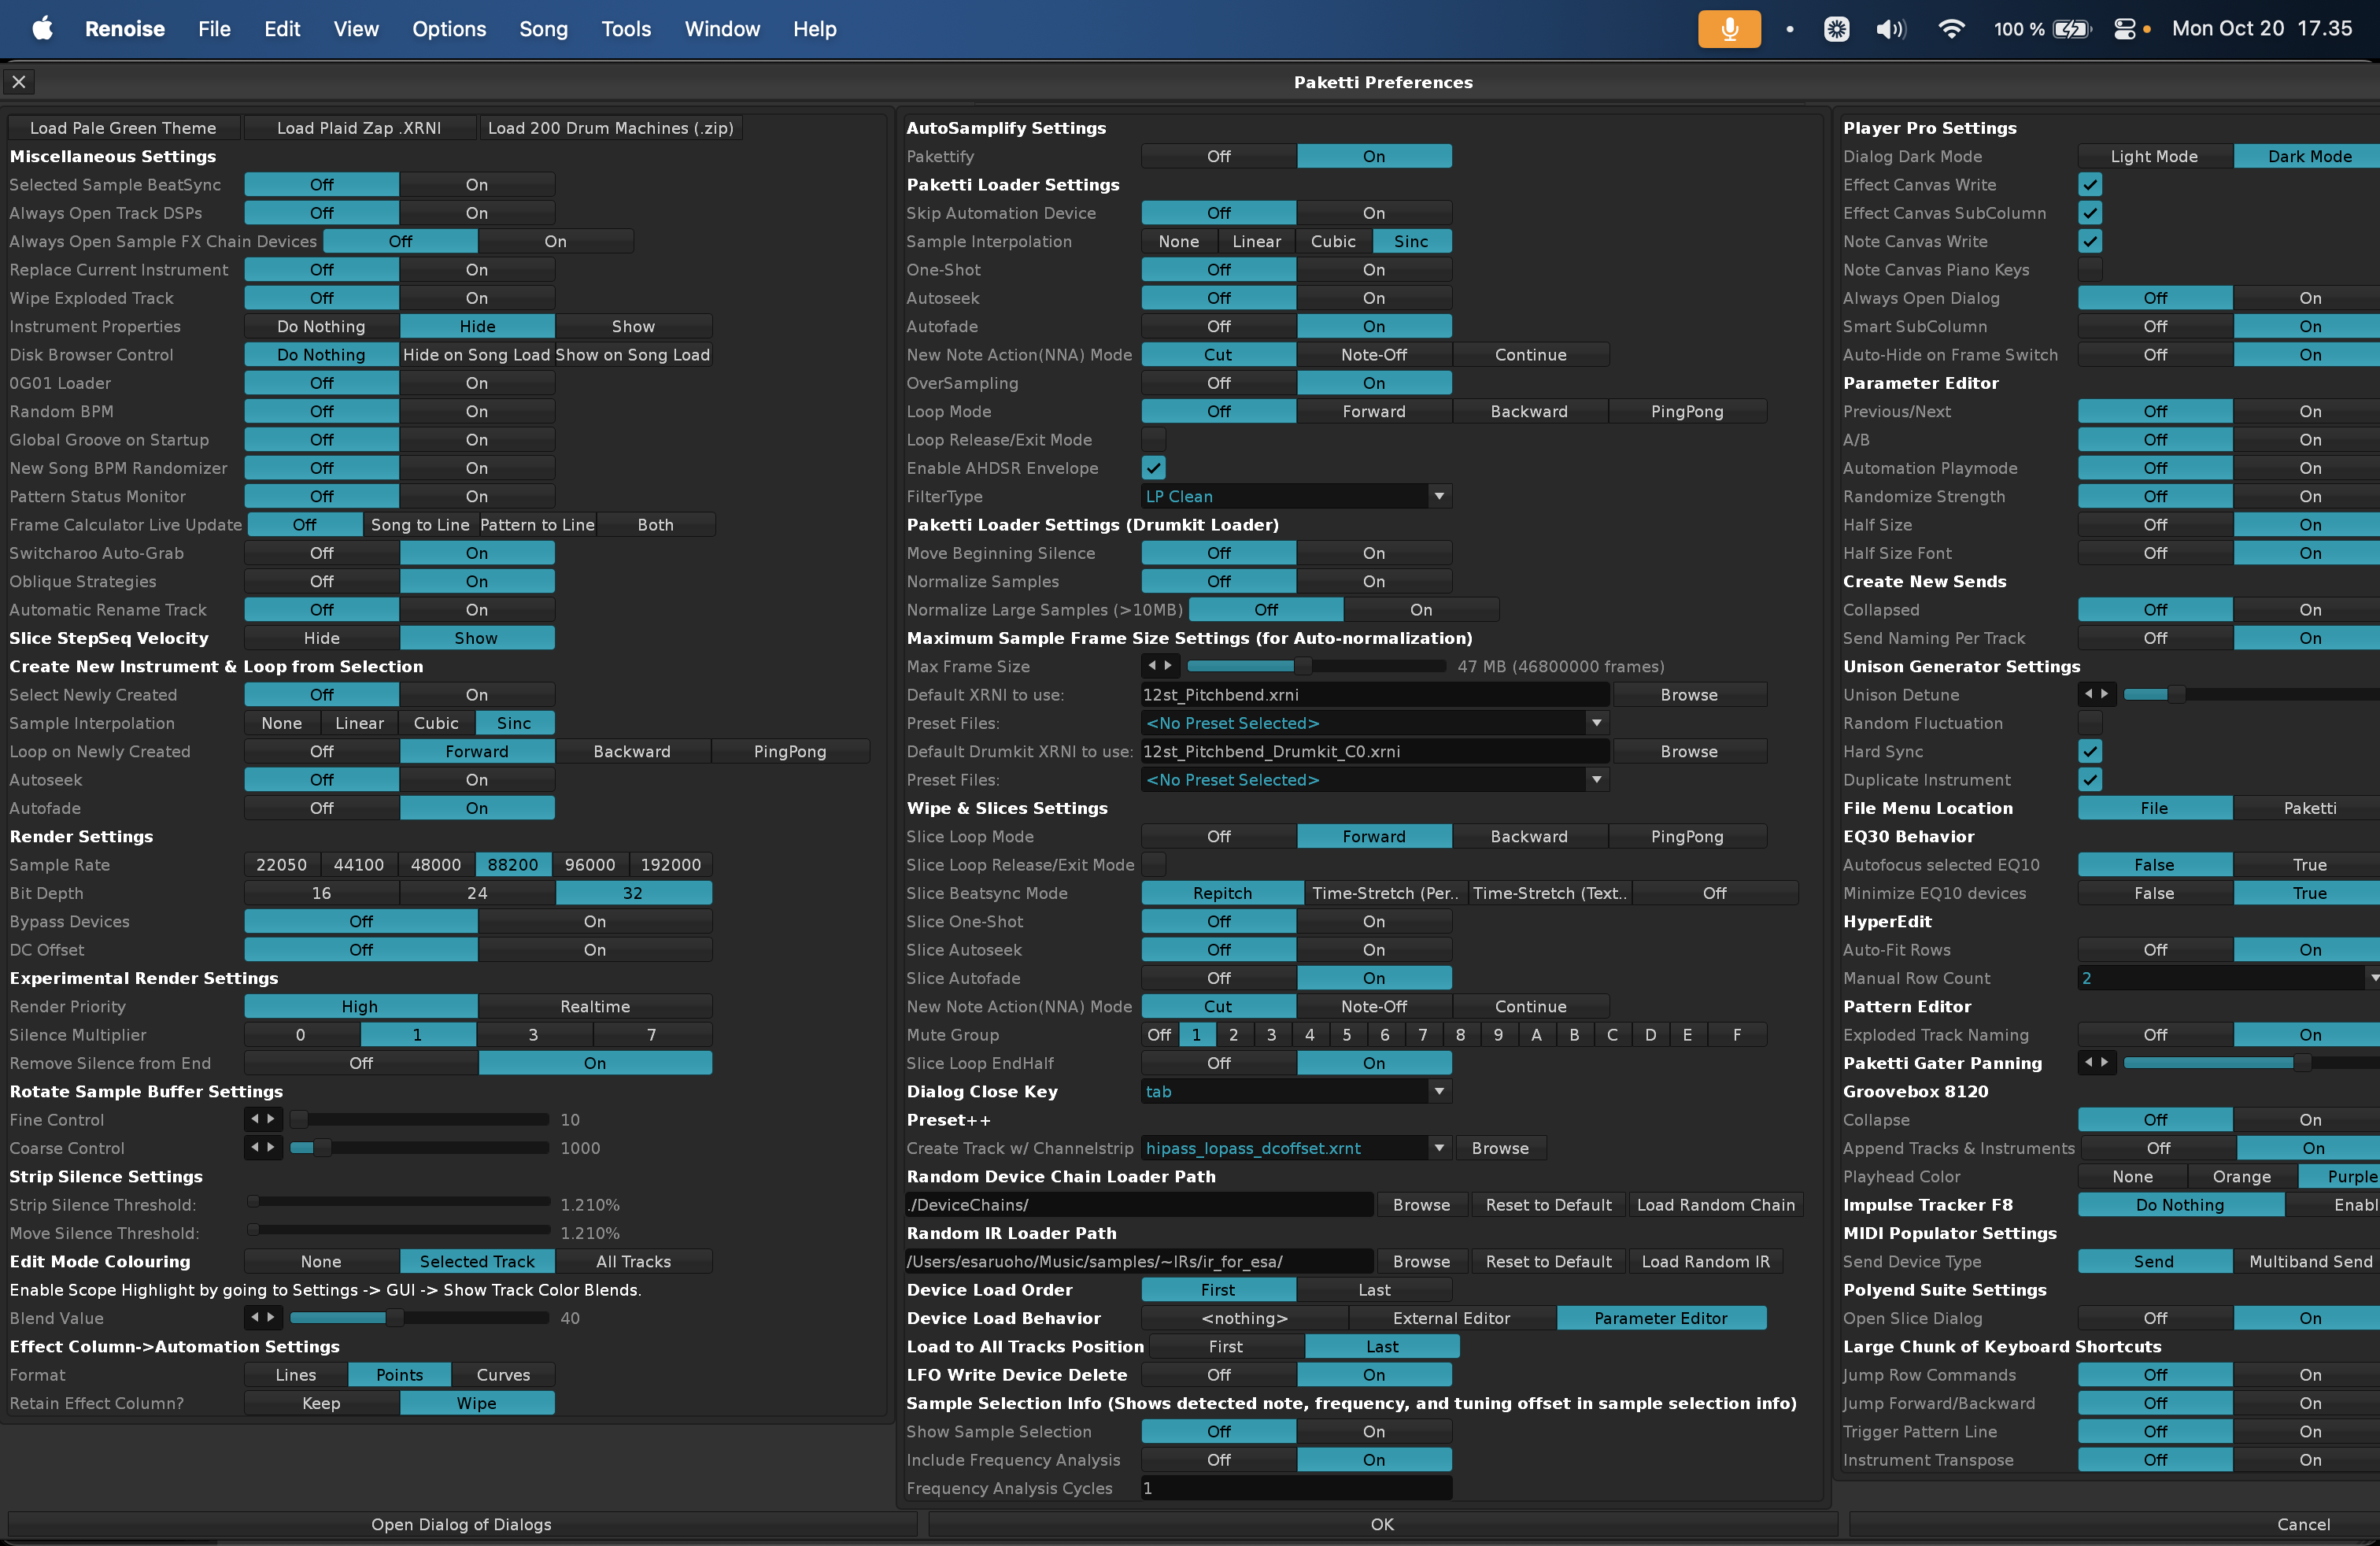 Renoise File Edit View Options Song Tools Window Help 100 % Mon Oct 20 17.35
Paketti Preferences
Load Pale Green Theme Load Plaid Zap .XRNI Load 200 Drum Machines (.zip)
Miscellaneous Settings
Selected Sample BeatSync Off On
Always Open Track DSPs Off On
Always Open Sample FX Chain Devices Off On
Replace Current Instrument Off On
Wipe Exploded Track Off On
Instrument Properties Do Nothing Hide Show
Disk Browser Control Do Nothing Hide on Song Load Show on Song Load
0G01 Loader Off On
Random BPM Off On
Global Groove on Startup Off On
New Song BPM Randomizer Off On
Pattern Status Monitor Off On
Frame Calculator Live Update Off Song to Line Pattern to Line Both
Switcharoo Auto-Grab Off On
Oblique Strategies Off On
Automatic Rename Track Off On
Slice StepSeq Velocity Hide Show
Create New Instrument & Loop from Selection
Select Newly Created Off On
Sample Interpolation None Linear Cubic Sinc
Loop on Newly Created Off Forward Backward PingPong
Autoseek Off On
Autofade Off On
Render Settings
Sample Rate 22050 44100 48000 88200 96000 192000
Bit Depth 16 24 32
Bypass Devices Off On
DC Offset Off On
Experimental Render Settings
Render Priority High Realtime
Silence Multiplier 0 1 3 7
Remove Silence from End Off On
Rotate Sample Buffer Settings
Fine Control 10
Coarse Control 1000
Strip Silence Settings
Strip Silence Threshold: 1.210%
Move Silence Threshold: 1.210%
Edit Mode Colouring None Selected Track All Tracks
Enable Scope Highlight by going to Settings -> GUI -> Show Track Color Blends.
Blend Value 40
Effect Column->Automation Settings
Format Lines Points Curves
Retain Effect Column? Keep Wipe
AutoSamplify Settings
Pakettify Off On
Paketti Loader Settings
Skip Automation Device Off On
Sample Interpolation None Linear Cubic Sinc
One-Shot Off On
Autoseek Off On
Autofade Off On
New Note Action(NNA) Mode Cut Note-Off Continue
OverSampling Off On
Loop Mode Off Forward Backward PingPong
Loop Release/Exit Mode
Enable AHDSR Envelope
FilterType LP Clean
Paketti Loader Settings (Drumkit Loader)
Move Beginning Silence Off On
Normalize Samples Off On
Normalize Large Samples (>10MB) Off On
Maximum Sample Frame Size Settings (for Auto-normalization)
Max Frame Size 47 MB (46800000 frames)
Default XRNI to use: 12st_Pitchbend.xrni Browse
Preset Files: <No Preset Selected>
Default Drumkit XRNI to use: 12st_Pitchbend_Drumkit_C0.xrni Browse
Preset Files: <No Preset Selected>
Wipe & Slices Settings
Slice Loop Mode Off Forward Backward PingPong
Slice Loop Release/Exit Mode
Slice Beatsync Mode Repitch Time-Stretch (Per.. Time-Stretch (Text.. Off
Slice One-Shot Off On
Slice Autoseek Off On
Slice Autofade Off On
New Note Action(NNA) Mode Cut Note-Off Continue
Mute Group Off 1 2 3 4 5 6 7 8 9 A B C D E F
Slice Loop EndHalf Off On
Dialog Close Key tab
Preset++
Create Track w/ Channelstrip hipass_lopass_dcoffset.xrnt Browse
Random Device Chain Loader Path
./DeviceChains/ Browse Reset to Default Load Random Chain
Random IR Loader Path
/Users/esaruoho/Music/samples/~IRs/ir_for_esa/ Browse Reset to Default Load Random IR
Device Load Order First Last
Device Load Behavior <nothing> External Editor Parameter Editor
Load to All Tracks Position First Last
LFO Write Device Delete Off On
Sample Selection Info (Shows detected note, frequency, and tuning offset in sample selection info)
Show Sample Selection Off On
Include Frequency Analysis Off On
Frequency Analysis Cycles 1
Player Pro Settings
Dialog Dark Mode Light Mode Dark Mode
Effect Canvas Write
Effect Canvas SubColumn
Note Canvas Write
Note Canvas Piano Keys
Always Open Dialog Off On
Smart SubColumn Off On
Auto-Hide on Frame Switch Off On
Parameter Editor
Previous/Next Off On
A/B Off On
Automation Playmode Off On
Randomize Strength Off On
Half Size Off On
Half Size Font Off On
Create New Sends
Collapsed Off On
Send Naming Per Track Off On
Unison Generator Settings
Unison Detune
Random Fluctuation
Hard Sync
Duplicate Instrument
File Menu Location File Paketti
EQ30 Behavior
Autofocus selected EQ10 False True
Minimize EQ10 devices False True
HyperEdit
Auto-Fit Rows Off On
Manual Row Count 2
Pattern Editor
Exploded Track Naming Off On
Paketti Gater Panning
Groovebox 8120
Collapse Off On
Append Tracks & Instruments Off On
Playhead Color None Orange Purple
Impulse Tracker F8 Do Nothing Enabl
MIDI Populator Settings
Send Device Type Send Multiband Send
Polyend Suite Settings
Open Slice Dialog Off On
Large Chunk of Keyboard Shortcuts
Jump Row Commands Off On
Jump Forward/Backward Off On
Trigger Pattern Line Off On
Instrument Transpose Off On
Open Dialog of Dialogs OK Cancel